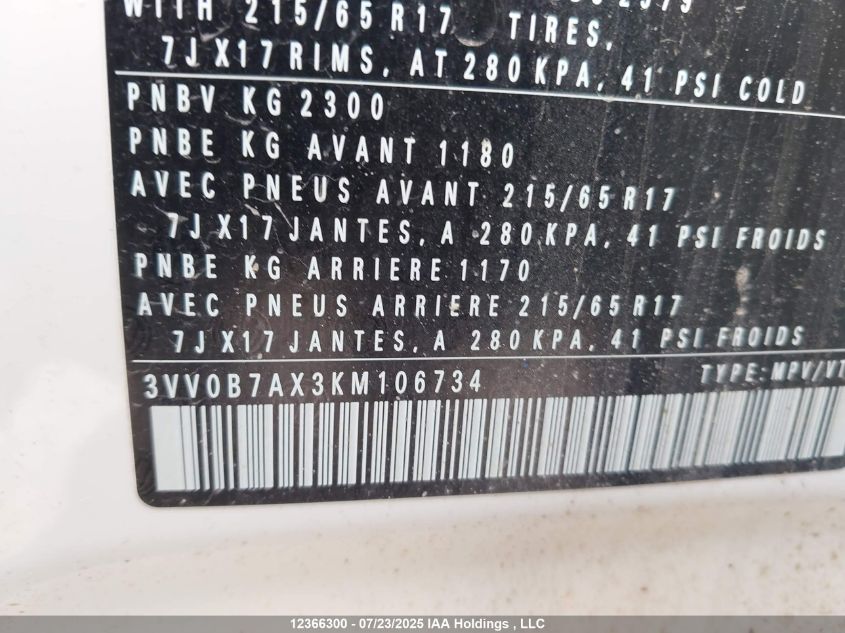 WITH 215/65 R17 TIRES,
7J X17 RIMS, AT 280 KPA, 41 PSI COLD
PNBV KG 2300
PNBE KG AVANT 1180
AVEC PNEUS AVANT 215/65 R17
7J X17 JANTES, A 280 KPA, 41 PSI FROIDS
PNBE KG ARRIERE 1170
AVEC PNEUS ARRIERE 215/65 R17
7J X17 JANTES, A 280 KPA, 41 PSI FROIDS
3VV0B7AX3KM106734 TYPE:MPV/VT
12366300 - 07/23/2025 IAA Holdings , LLC